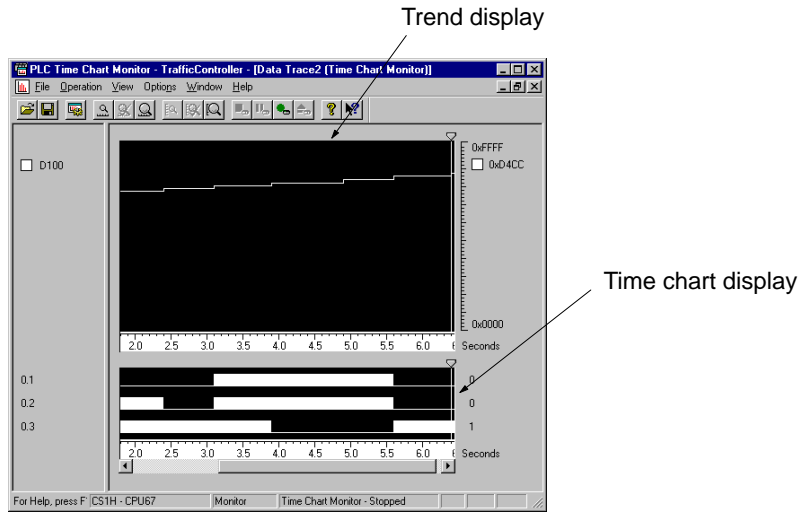 Trend display
PLC Time Chart Monitor - TrafficController - [Data Trace2 (Time Chart Monitor)]
File Operation View Options Window Help
D100
0xFFFF
0xD4CC
Time chart display
0x0000
2.0 2.5 3.0 3.5 4.0 4.5 5.0 5.5 6.0 Seconds
0.1 0
0.2 0
0.3 1
2.0 2.5 3.0 3.5 4.0 4.5 5.0 5.5 6.0 Seconds
For Help, press F CS1H - CPU67 Monitor Time Chart Monitor - Stopped